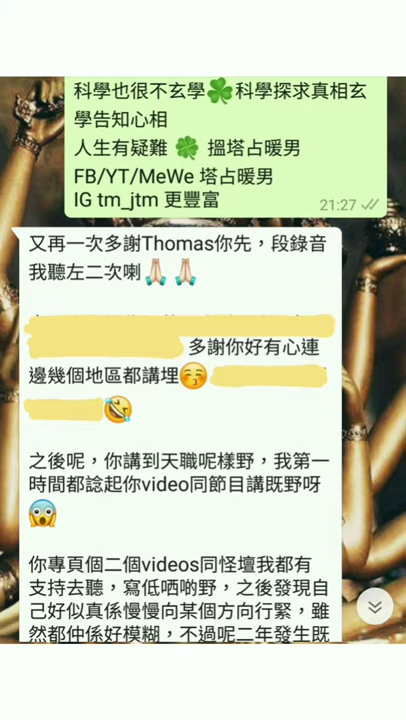 科學也很不玄學🍀科學探求真相玄
學告知心相
人生有疑難 🍀 搵塔占暖男
FB/YT/MeWe 塔占暖男
IG tm_jtm 更豐富
21:27
又再一次多謝Thomas你先，段錄音
我聽左二次喇🙏🏻🙏🏻
多謝你好有心連
邊幾個地區都講埋😚
🤣
之後呢，你講到天職呢樣野，我第一
時間都諗起你video同節目講既野呀
😱
你專頁個二個videos同怪壇我都有
支持去聽，寫低哂啲野，之後發現自
己好似真係慢慢向某個方向行緊，雖
然都仲係好模糊，不過呢二年發生既